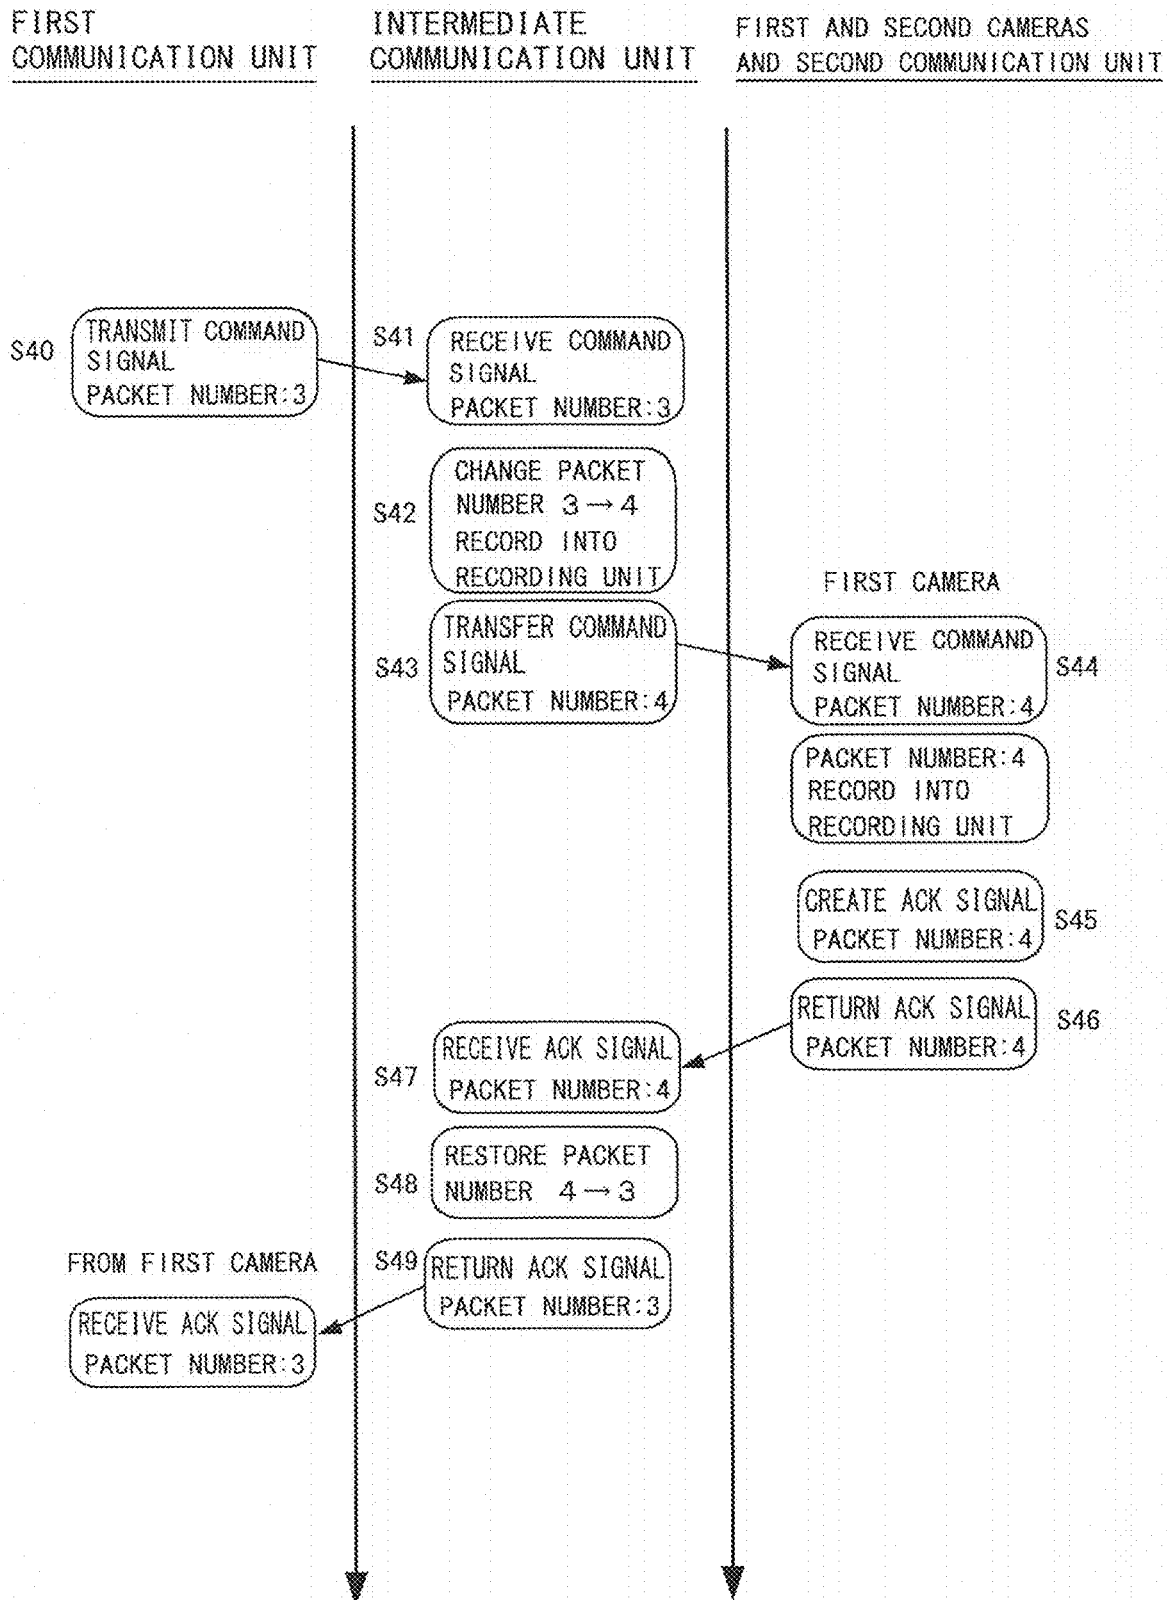 FIRST
COMMUNICATION UNIT
INTERMEDIATE
COMMUNICATION UNIT
FIRST AND SECOND CAMERAS
AND SECOND COMMUNICATION UNIT
S40
TRANSMIT COMMAND
SIGNAL
PACKET NUMBER:3
S41
RECEIVE COMMAND
SIGNAL
PACKET NUMBER:3
S42
CHANGE PACKET
NUMBER 3→4
RECORD INTO
RECORDING UNIT
S43
TRANSFER COMMAND
SIGNAL
PACKET NUMBER:4
FIRST CAMERA
RECEIVE COMMAND
SIGNAL
PACKET NUMBER:4
S44
PACKET NUMBER:4
RECORD INTO
RECORDING UNIT
CREATE ACK SIGNAL
PACKET NUMBER:4
S45
RETURN ACK SIGNAL
PACKET NUMBER:4
S46
S47
RECEIVE ACK SIGNAL
PACKET NUMBER:4
S48
RESTORE PACKET
NUMBER 4→3
S49
RETURN ACK SIGNAL
PACKET NUMBER:3
FROM FIRST CAMERA
RECEIVE ACK SIGNAL
PACKET NUMBER:3